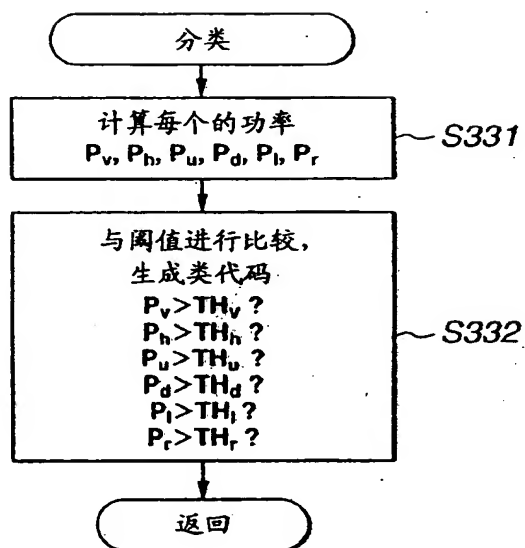 分类
计算每个的功率
Pv, Ph, Pu, Pd, Pl, Pr
S331
与阈值进行比较,
生成类代码
Pv>THv ?
Ph>THh ?
Pu>THu ?
Pd>THd ?
Pl>THl ?
Pr>THr ?
S332
返回